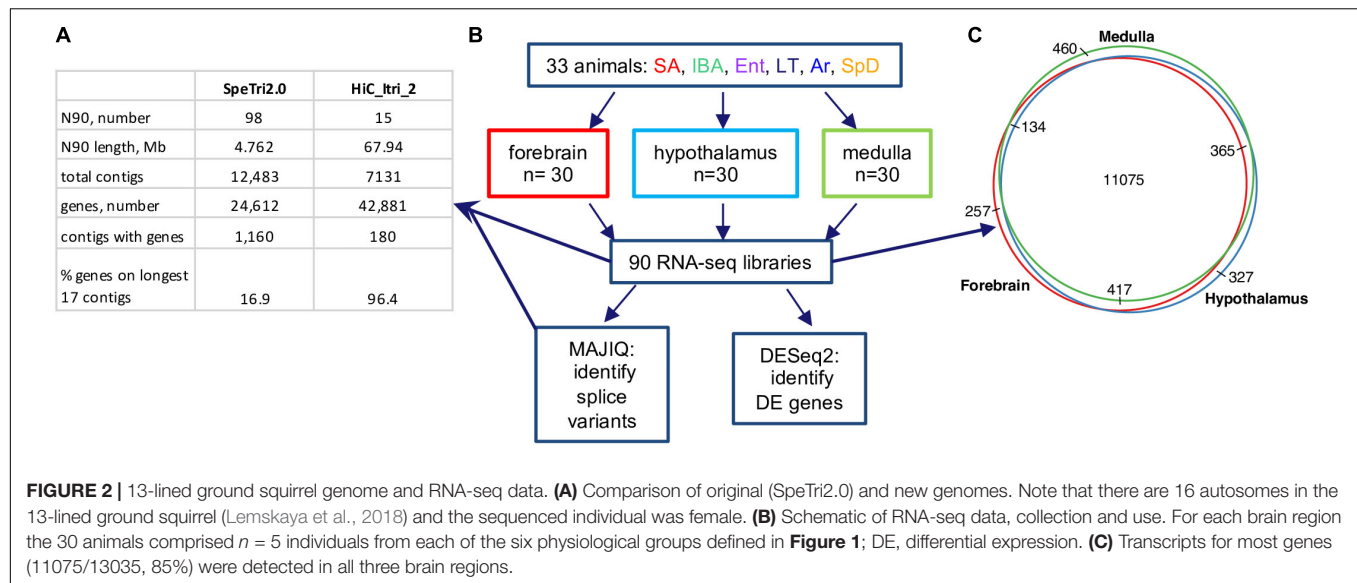 A
SpeTri2.0 HiC_Itri_2
N90, number 98 15
N90 length, Mb 4.762 67.94
total contigs 12,483 7131
genes, number 24,612 42,881
contigs with genes 1,160 180
% genes on longest
17 contigs 16.9 96.4
B
33 animals: SA, IBA, Ent, LT, Ar, SpD
forebrain
n= 30
hypothalamus
n=30
medulla
n=30
90 RNA-seq libraries
MAJIQ:
identify
splice
variants
DESeq2:
identify
DE genes
C
Medulla
460
134
365
11075
257
327
417
Forebrain
Hypothalamus
FIGURE 2 | 13-lined ground squirrel genome and RNA-seq data. (A) Comparison of original (SpeTri2.0) and new genomes. Note that there are 16 autosomes in the
13-lined ground squirrel (Lemskaya et al., 2018) and the sequenced individual was female. (B) Schematic of RNA-seq data, collection and use. For each brain region
the 30 animals comprised n = 5 individuals from each of the six physiological groups defined in Figure 1; DE, differential expression. (C) Transcripts for most genes
(11075/13035, 85%) were detected in all three brain regions.